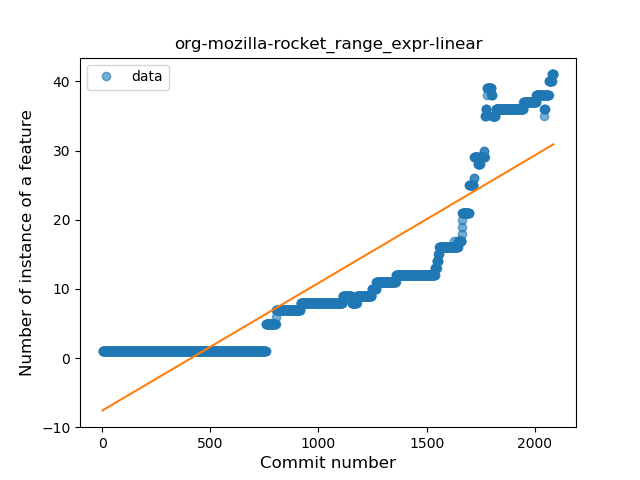 org-mozilla-rocket_range_expr-linear
data
40
30
20
10
0
−10
Number of instance of a feature
0 500 1000 1500 2000
Commit number